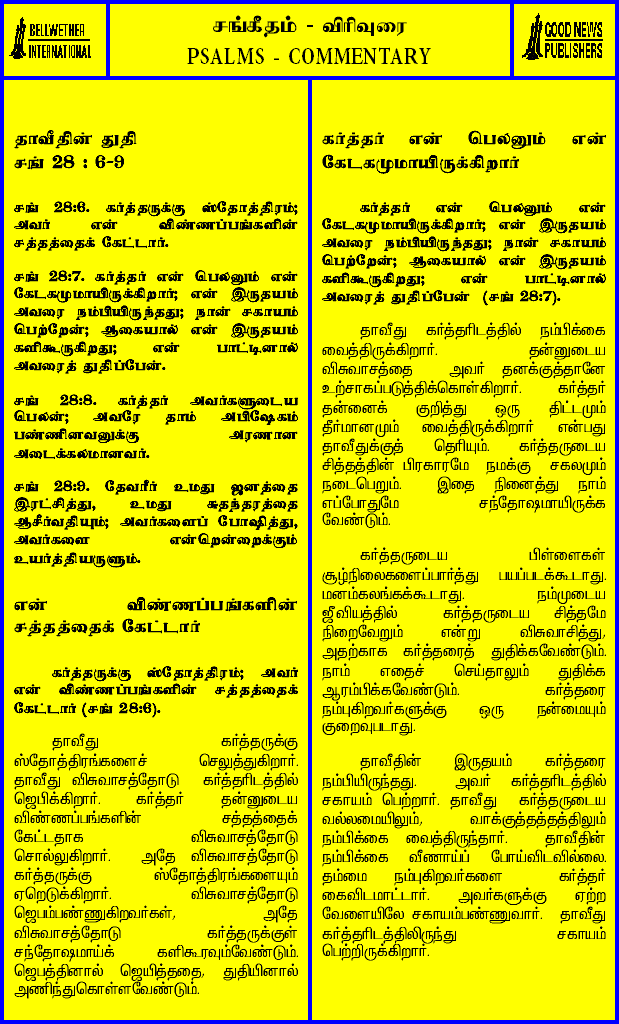 BELLWETHER
INTERNATIONAL
சங்கீதம் - விரிவுரை
PSALMS - COMMENTARY
GOOD NEWS
PUBLISHERS
தாவீதின் துதி
சங் 28 : 6-9
சங் 28:6. கர்த்தருக்கு ஸ்தோத்திரம்;
அவர் என் விண்ணப்பங்களின்
சத்தத்தைக் கேட்டார்.
சங் 28:7. கர்த்தர் என் பெலனும் என்
கேடகமுமாயிருக்கிறார்; என் இருதயம்
அவரை நம்பியிருந்தது; நான் சகாயம்
பெற்றேன்; ஆகையால் என் இருதயம்
களிகூருகிறது; என் பாட்டினால்
அவரைத் துதிப்பேன்.
சங் 28:8. கர்த்தர் அவர்களுடைய
பெலன்; அவரே தாம் அபிஷேகம்
பண்ணினவனுக்கு அரணான
அடைக்கலமானவர்.
சங் 28:9. தேவரீர் உமது ஜனத்தை
இரட்சித்து, உமது சுதந்தரத்தை
ஆசீர்வதியும்; அவர்களைப் போஷித்து,
அவர்களை என்றென்றைக்கும்
உயர்த்தியருளும்.
என் விண்ணப்பங்களின்
சத்தத்தைக் கேட்டார்
கர்த்தருக்கு ஸ்தோத்திரம்; அவர்
என் விண்ணப்பங்களின் சத்தத்தைக்
கேட்டார் (சங் 28:6).
தாவீது கர்த்தருக்கு
ஸ்தோத்திரங்களைச் செலுத்துகிறார்.
தாவீது விசுவாசத்தோடு கர்த்தரிடத்தில்
ஜெபிக்கிறார். கர்த்தர் தன்னுடைய
விண்ணப்பங்களின் சத்தத்தைக்
கேட்டதாக விசுவாசத்தோடு
சொல்லுகிறார். அதே விசுவாசத்தோடு
கர்த்தருக்கு ஸ்தோத்திரங்களையும்
ஏறெடுக்கிறார். விசுவாசத்தோடு
ஜெபம்பண்ணுகிறவர்கள், அதே
விசுவாசத்தோடு கர்த்தருக்குள்
சந்தோஷமாய்க் களிகூரவும்வேண்டும்.
ஜெபத்தினால் ஜெயித்ததை, துதியினால்
அணிந்துகொள்ளவேண்டும்.
கர்த்தர் என் பெலனும் என்
கேடகமுமாயிருக்கிறார்
கர்த்தர் என் பெலனும் என்
கேடகமுமாயிருக்கிறார்; என் இருதயம்
அவரை நம்பியிருந்தது; நான் சகாயம்
பெற்றேன்; ஆகையால் என் இருதயம்
களிகூருகிறது; என் பாட்டினால்
அவரைத் துதிப்பேன் (சங் 28:7).
தாவீது கர்த்தரிடத்தில் நம்பிக்கை
வைத்திருக்கிறார். தன்னுடைய
விசுவாசத்தை அவர் தனக்குத்தானே
உற்சாகப்படுத்திக்கொள்கிறார். கர்த்தர்
தன்னைக் குறித்து ஒரு திட்டமும்
தீர்மானமும் வைத்திருக்கிறார் என்பது
தாவீதுக்குத் தெரியும். கர்த்தருடைய
சித்தத்தின் பிரகாரமே நமக்கு சகலமும்
நடைபெறும். இதை நினைத்து நாம்
எப்போதுமே சந்தோஷமாயிருக்க
வேண்டும்.
கர்த்தருடைய பிள்ளைகள்
சூழ்நிலைகளைப்பார்த்து பயப்படக்கூடாது.
மனம்கலங்கக்கூடாது. நம்முடைய
ஜீவியத்தில் கர்த்தருடைய சித்தமே
நிறைவேறும் என்று விசுவாசித்து,
அதற்காக கர்த்தரைத் துதிக்கவேண்டும்.
நாம் எதைச் செய்தாலும் துதிக்க
ஆரம்பிக்கவேண்டும். கர்த்தரை
நம்புகிறவர்களுக்கு ஒரு நன்மையும்
குறைவுபடாது.
தாவீதின் இருதயம் கர்த்தரை
நம்பியிருந்தது. அவர் கர்த்தரிடத்தில்
சகாயம் பெற்றார். தாவீது கர்த்தருடைய
வல்லமையிலும், வாக்குத்தத்தத்திலும்
நம்பிக்கை வைத்திருந்தார். தாவீதின்
நம்பிக்கை வீணாய்ப் போய்விடவில்லை.
தம்மை நம்புகிறவர்களை கர்த்தர்
கைவிடமாட்டார். அவர்களுக்கு ஏற்ற
வேளையிலே சகாயம்பண்ணுவார். தாவீது
கர்த்தரிடத்திலிருந்து சகாயம்
பெற்றிருக்கிறார்.